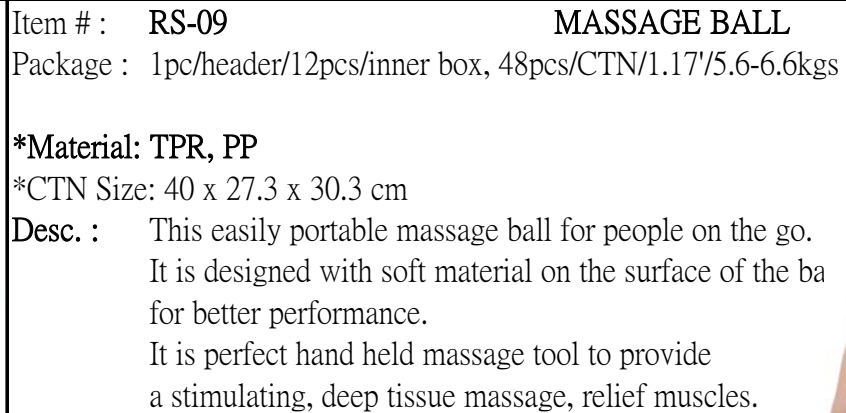 Item # : RS-09 MASSAGE BALL
Package : 1pc/header/12pcs/inner box, 48pcs/CTN/1.17'/5.6-6.6kgs
*Material: TPR, PP
*CTN Size: 40 x 27.3 x 30.3 cm
Desc. : This easily portable massage ball for people on the go.
It is designed with soft material on the surface of the ba
for better performance.
It is perfect hand held massage tool to provide
a stimulating, deep tissue massage, relief muscles.